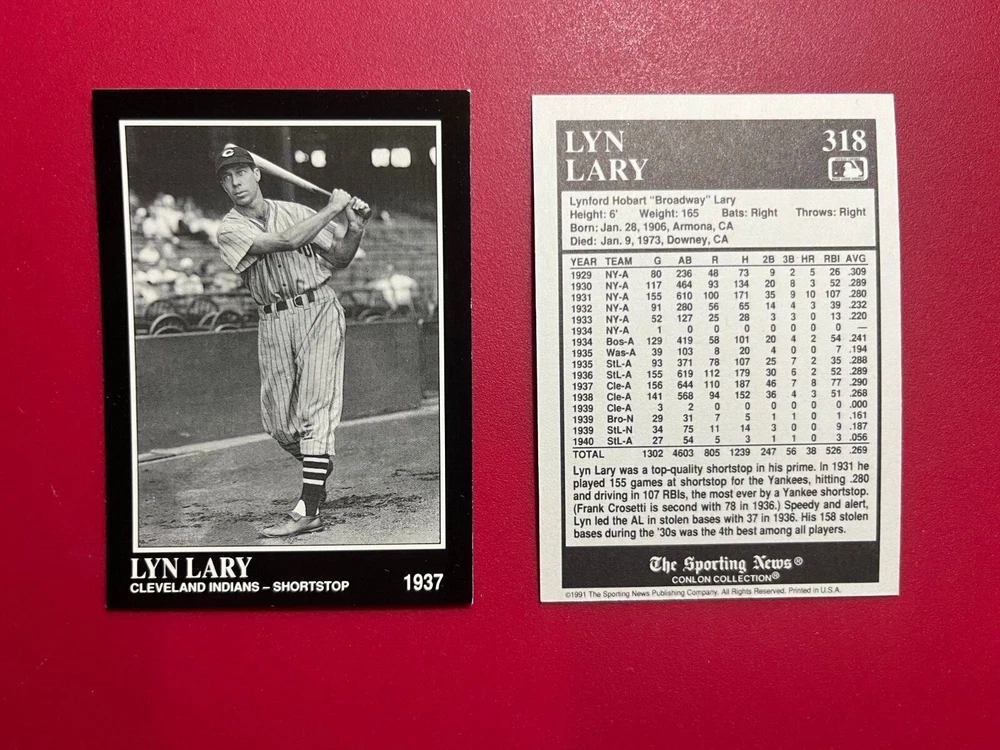 C
LYN LARY
CLEVELAND INDIANS – SHORTSTOP
1937
LYN
LARY
318
Lynford Hobart "Broadway" Lary
Height: 6' Weight: 165 Bats: Right Throws: Right
Born: Jan. 28, 1906, Armona, CA
Died: Jan. 9, 1973, Downey, CA
YEAR TEAM G AB R H 2B 3B HR RBI AVG
1929 NY-A 80 236 48 73 9 2 5 26 .309
1930 NY-A 117 464 93 134 20 8 3 52 .289
1931 NY-A 155 610 100 171 35 9 10 107 .280
1932 NY-A 91 280 56 65 14 4 3 39 .232
1933 NY-A 52 127 25 28 3 3 0 13 .220
1934 NY-A 1 0 0 0 0 0 0 0 —
1934 Bos-A 129 419 58 101 20 4 2 54 .241
1935 Was-A 39 103 8 20 4 0 0 7 .194
1935 StL-A 93 371 78 107 25 7 2 35 .288
1936 StL-A 155 619 112 179 30 6 2 52 .289
1937 Cle-A 156 644 110 187 46 7 8 77 .290
1938 Cle-A 141 568 94 152 36 4 3 51 .268
1939 Cle-A 3 2 0 0 0 0 0 0 .000
1939 Bro-N 29 31 7 5 1 1 0 1 .161
1939 StL-N 34 75 11 14 3 0 0 9 .187
1940 StL-A 27 54 5 3 1 1 0 3 .056
TOTAL 1302 4603 805 1239 247 56 38 526 .269
Lyn Lary was a top-quality shortstop in his prime. In 1931 he
played 155 games at shortstop for the Yankees, hitting .280
and driving in 107 RBIs, the most ever by a Yankee shortstop.
(Frank Crosetti is second with 78 in 1936.) Speedy and alert,
Lyn led the AL in stolen bases with 37 in 1936. His 158 stolen
bases during the '30s was the 4th best among all players.
The Sporting News®
CONLON COLLECTION®
©1991 The Sporting News Publishing Company. All Rights Reserved. Printed in U.S.A.